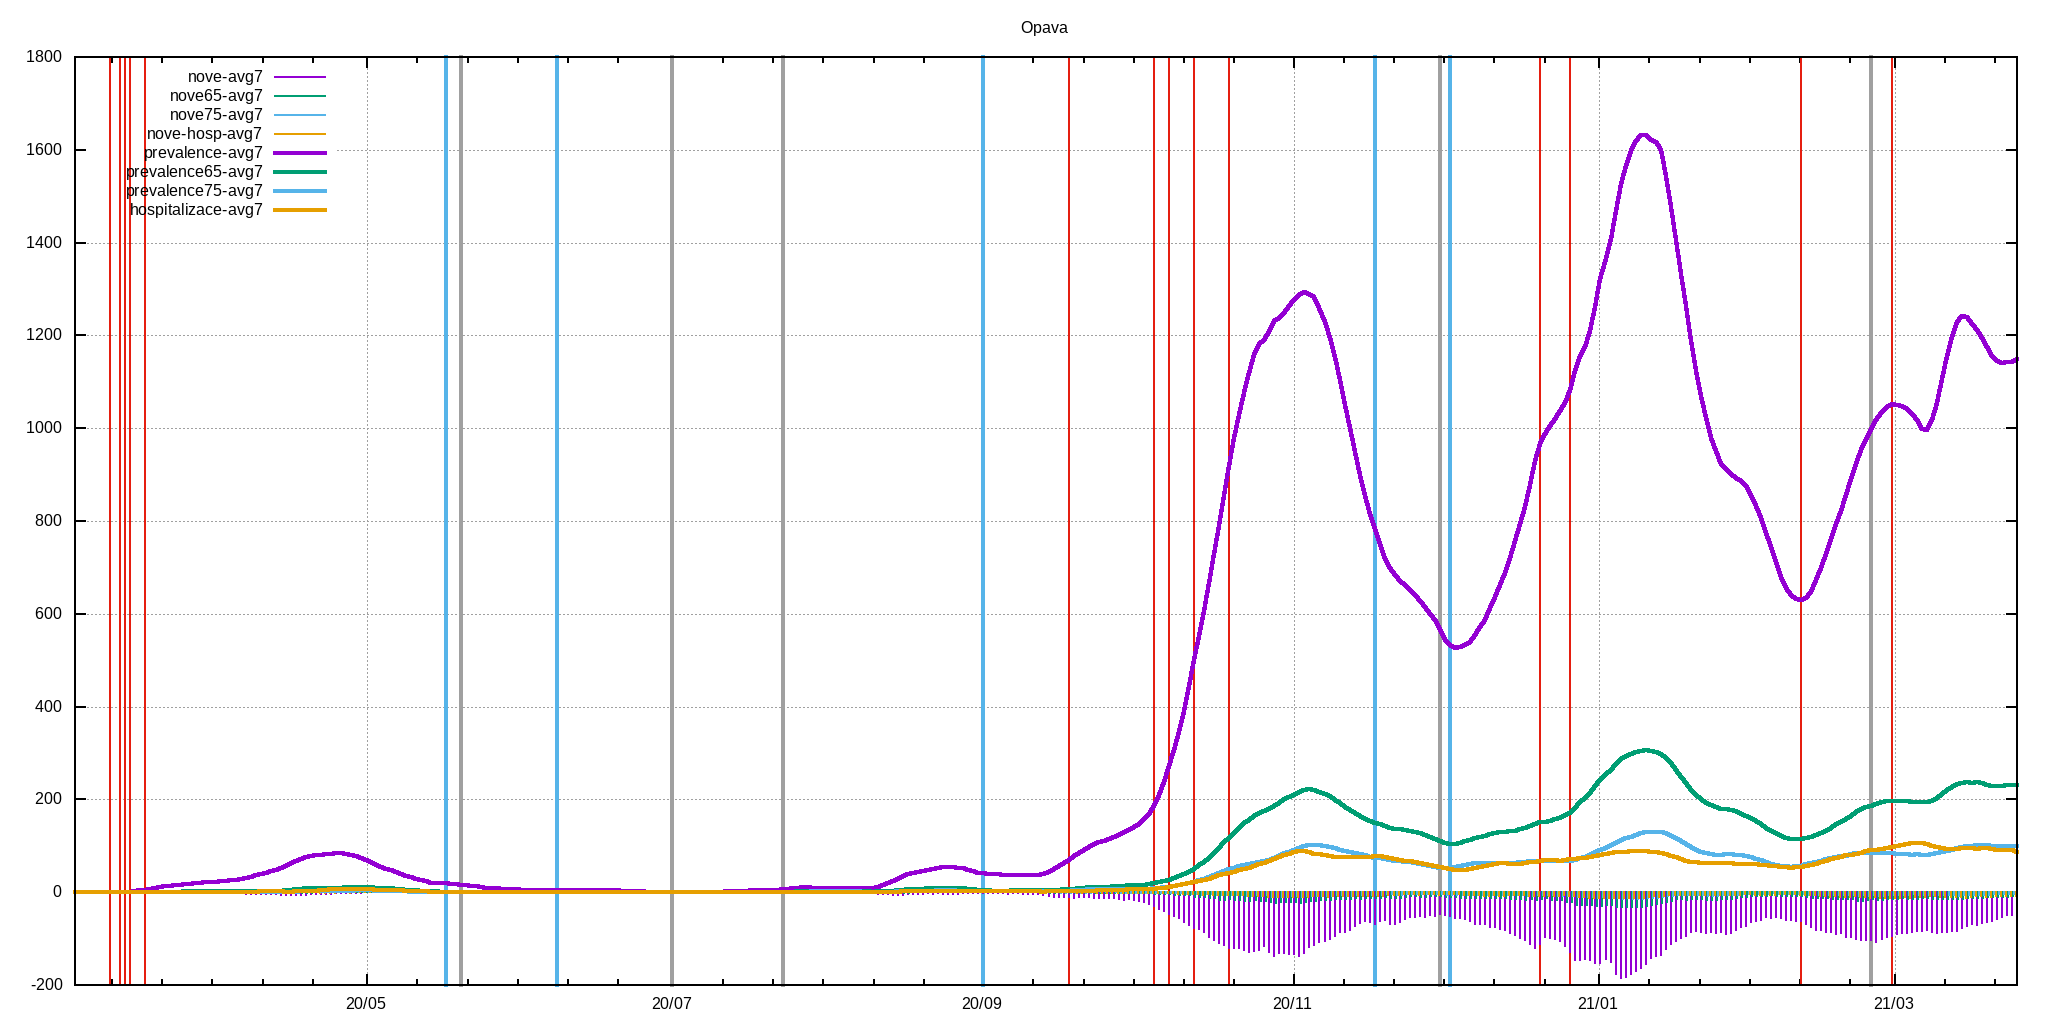 Opava
1800
1600
1400
1200
1000
800
600
400
200
0
-200
nove-avg7
nove65-avg7
nove75-avg7
nove-hosp-avg7
prevalence-avg7
prevalence65-avg7
prevalence75-avg7
hospitalizace-avg7
20/05
20/07
20/09
20/11
21/01
21/03